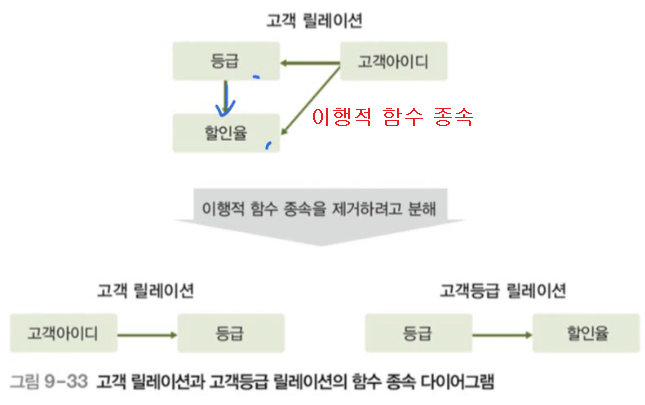 고객 릴레이션
등급
고객아이디
할인율
이행적 함수 종속
이행적 함수 종속을 제거하려고 분해
고객 릴레이션
고객등급 릴레이션
고객아이디
등급
등급
할인율
그림 9-33 고객 릴레이션과 고객등급 릴레이션의 함수 종속 다이어그램